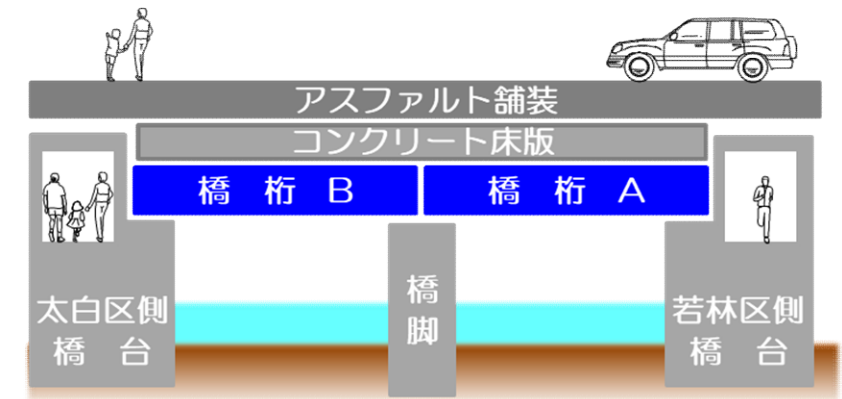 アスファルト舗装
コンクリート床版
橋 桁 B
橋 桁 A
橋
脚
太白区側
橋 台
若林区側
橋 台